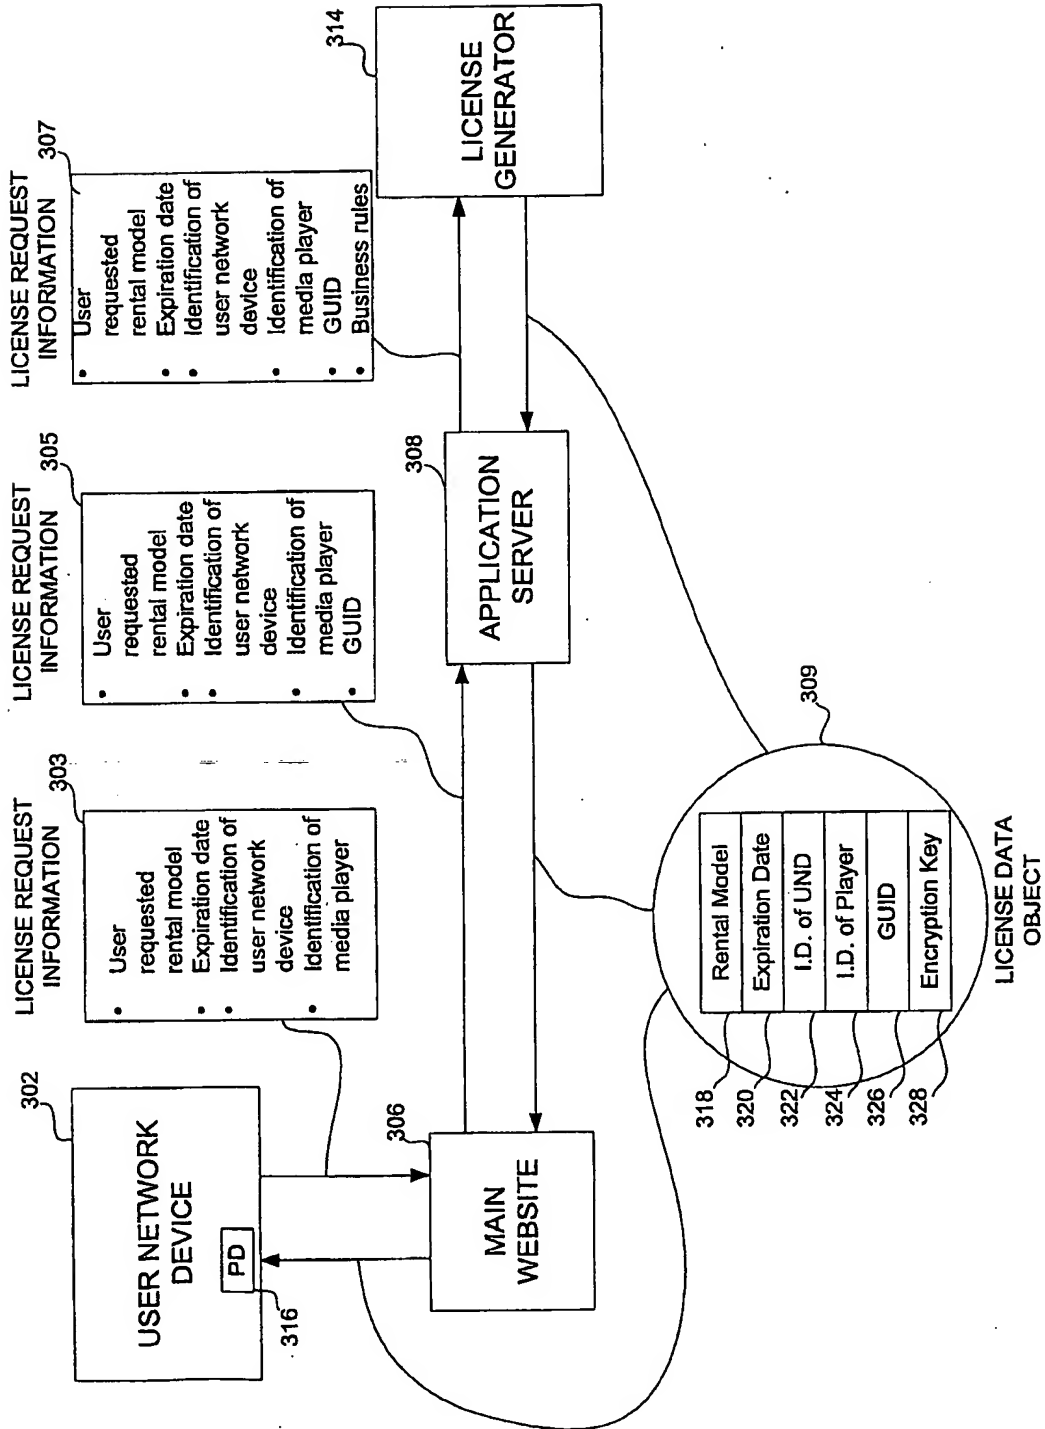 302
USER NETWORK
DEVICE
PD
316
LICENSE REQUEST
INFORMATION
303
• User
requested
rental model
• Expiration date
• Identification of
user network
device
• Identification of
media player
LICENSE REQUEST
INFORMATION
305
• User
requested
rental model
• Expiration date
• Identification of
user network
device
• Identification of
media player
• GUID
LICENSE REQUEST
INFORMATION
307
• User
requested
rental model
• Expiration date
• Identification of
user network
device
• Identification of
media player
• GUID
• Business rules
306
MAIN
WEBSITE
308
APPLICATION
SERVER
314
LICENSE
GENERATOR
309
318 Rental Model
320 Expiration Date
322 I.D. of UND
324 I.D. of Player
326 GUID
328 Encryption Key
LICENSE DATA
OBJECT